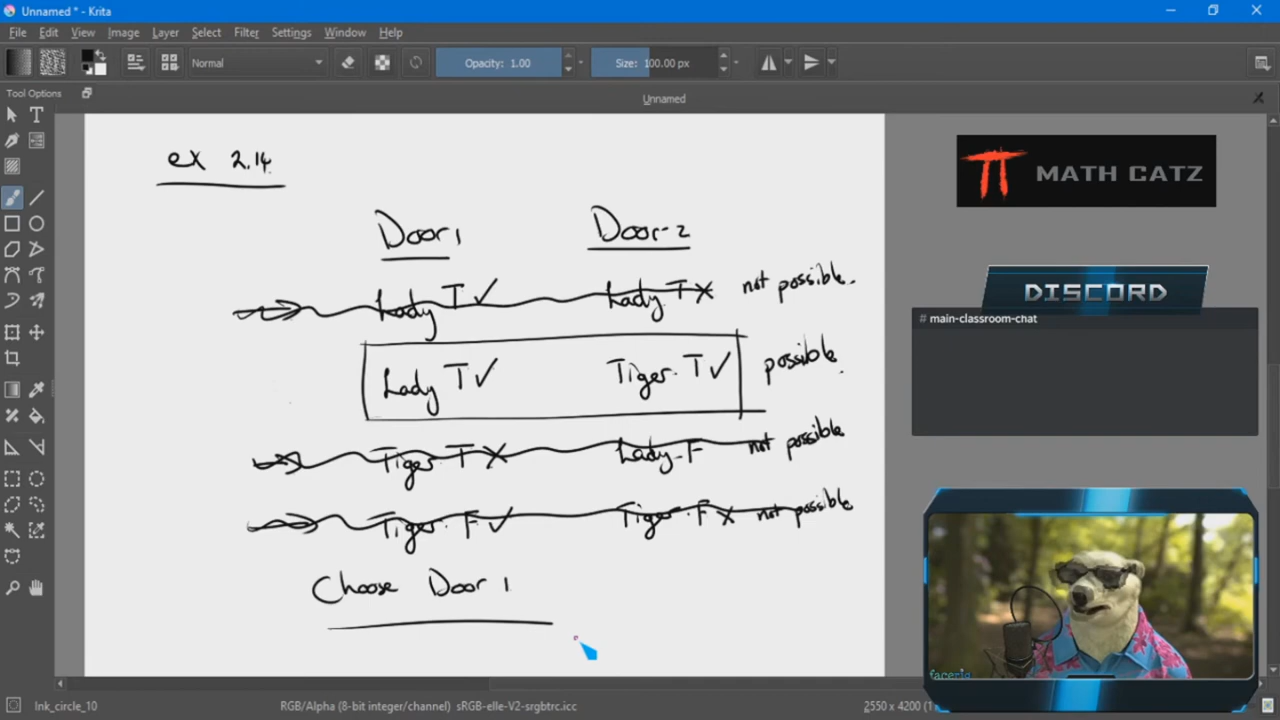 Unnamed * - Krita
File Edit View Image Layer Select Filter Settings Window Help
Normal Opacity: 1.00 Size: 100.00 px
Tool Options
Unnamed
ex 2.14
Door 1 Door-2
Lady T ✓ Lady T X not possible.
Lady T ✓ Tiger T ✓ possible
Tiger T X Lady F not possible
Tiger F ✓ Tiger F X not possible
Choose Door 1
MATH CATZ
DISCORD
# main-classroom-chat
facerig
Ink_circle_10 RGB/Alpha (8-bit integer/channel) sRGB-elle-V2-srgbtrc.icc 2550 x 4200 (1